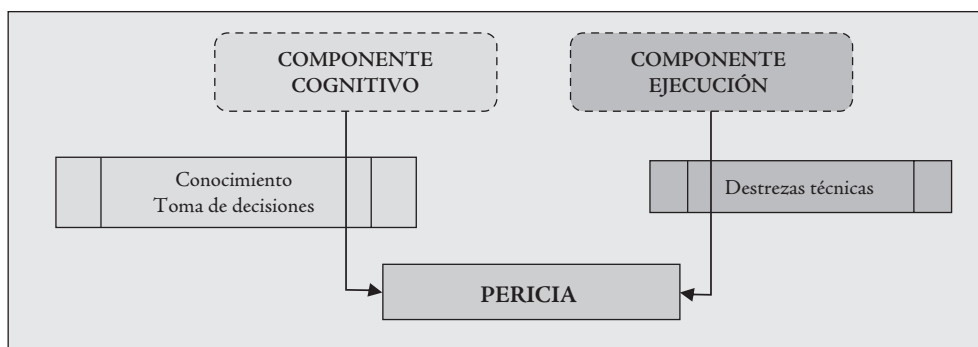 COMPONENTE
COGNITIVO
COMPONENTE
EJECUCIÓN
Conocimiento
Toma de decisiones
Destrezas técnicas
PERICIA